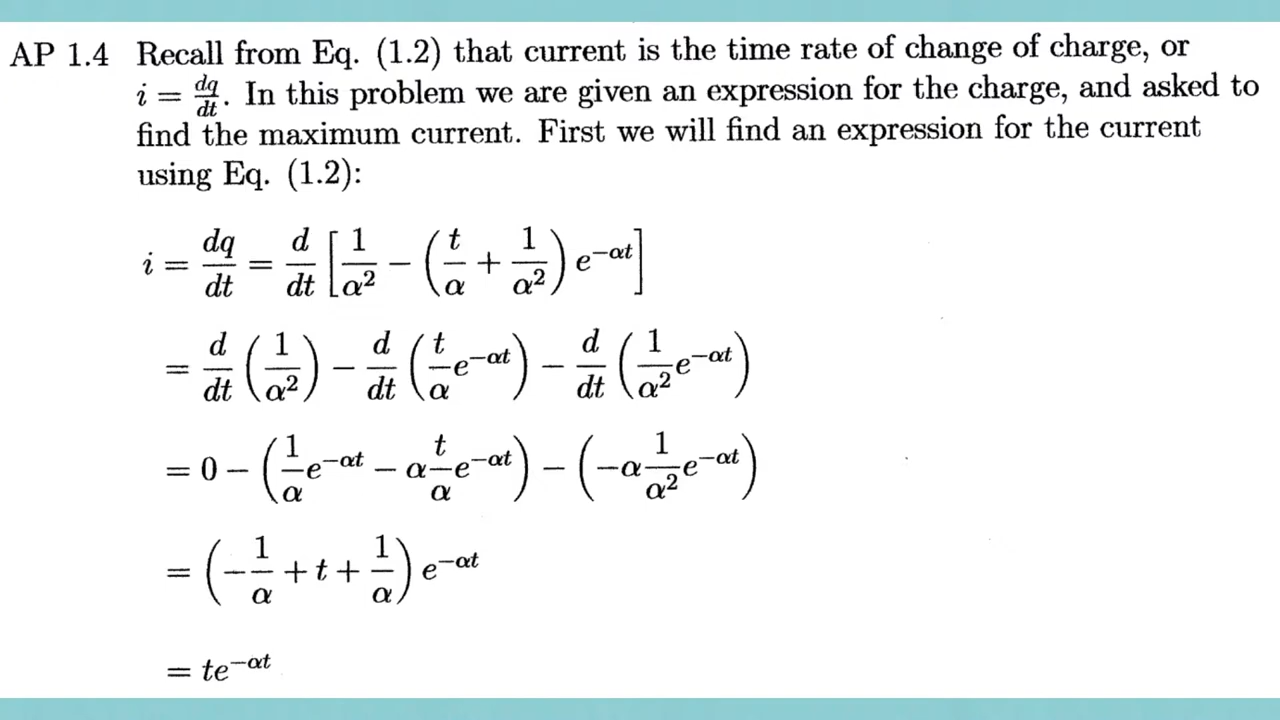 AP 1.4 Recall from Eq. (1.2) that current is the time rate of change of charge, or
i = dq/dt. In this problem we are given an expression for the charge, and asked to
find the maximum current. First we will find an expression for the current
using Eq. (1.2):
i = dq/dt = d/dt [1/α² − (t/α + 1/α²) e^{−αt}]
= d/dt (1/α²) − d/dt (t/α e^{−αt}) − d/dt (1/α² e^{−αt})
= 0 − (1/α e^{−αt} − α t/α e^{−αt}) − (−α 1/α² e^{−αt})
= (−1/α + t + 1/α) e^{−αt}
= te^{−αt}